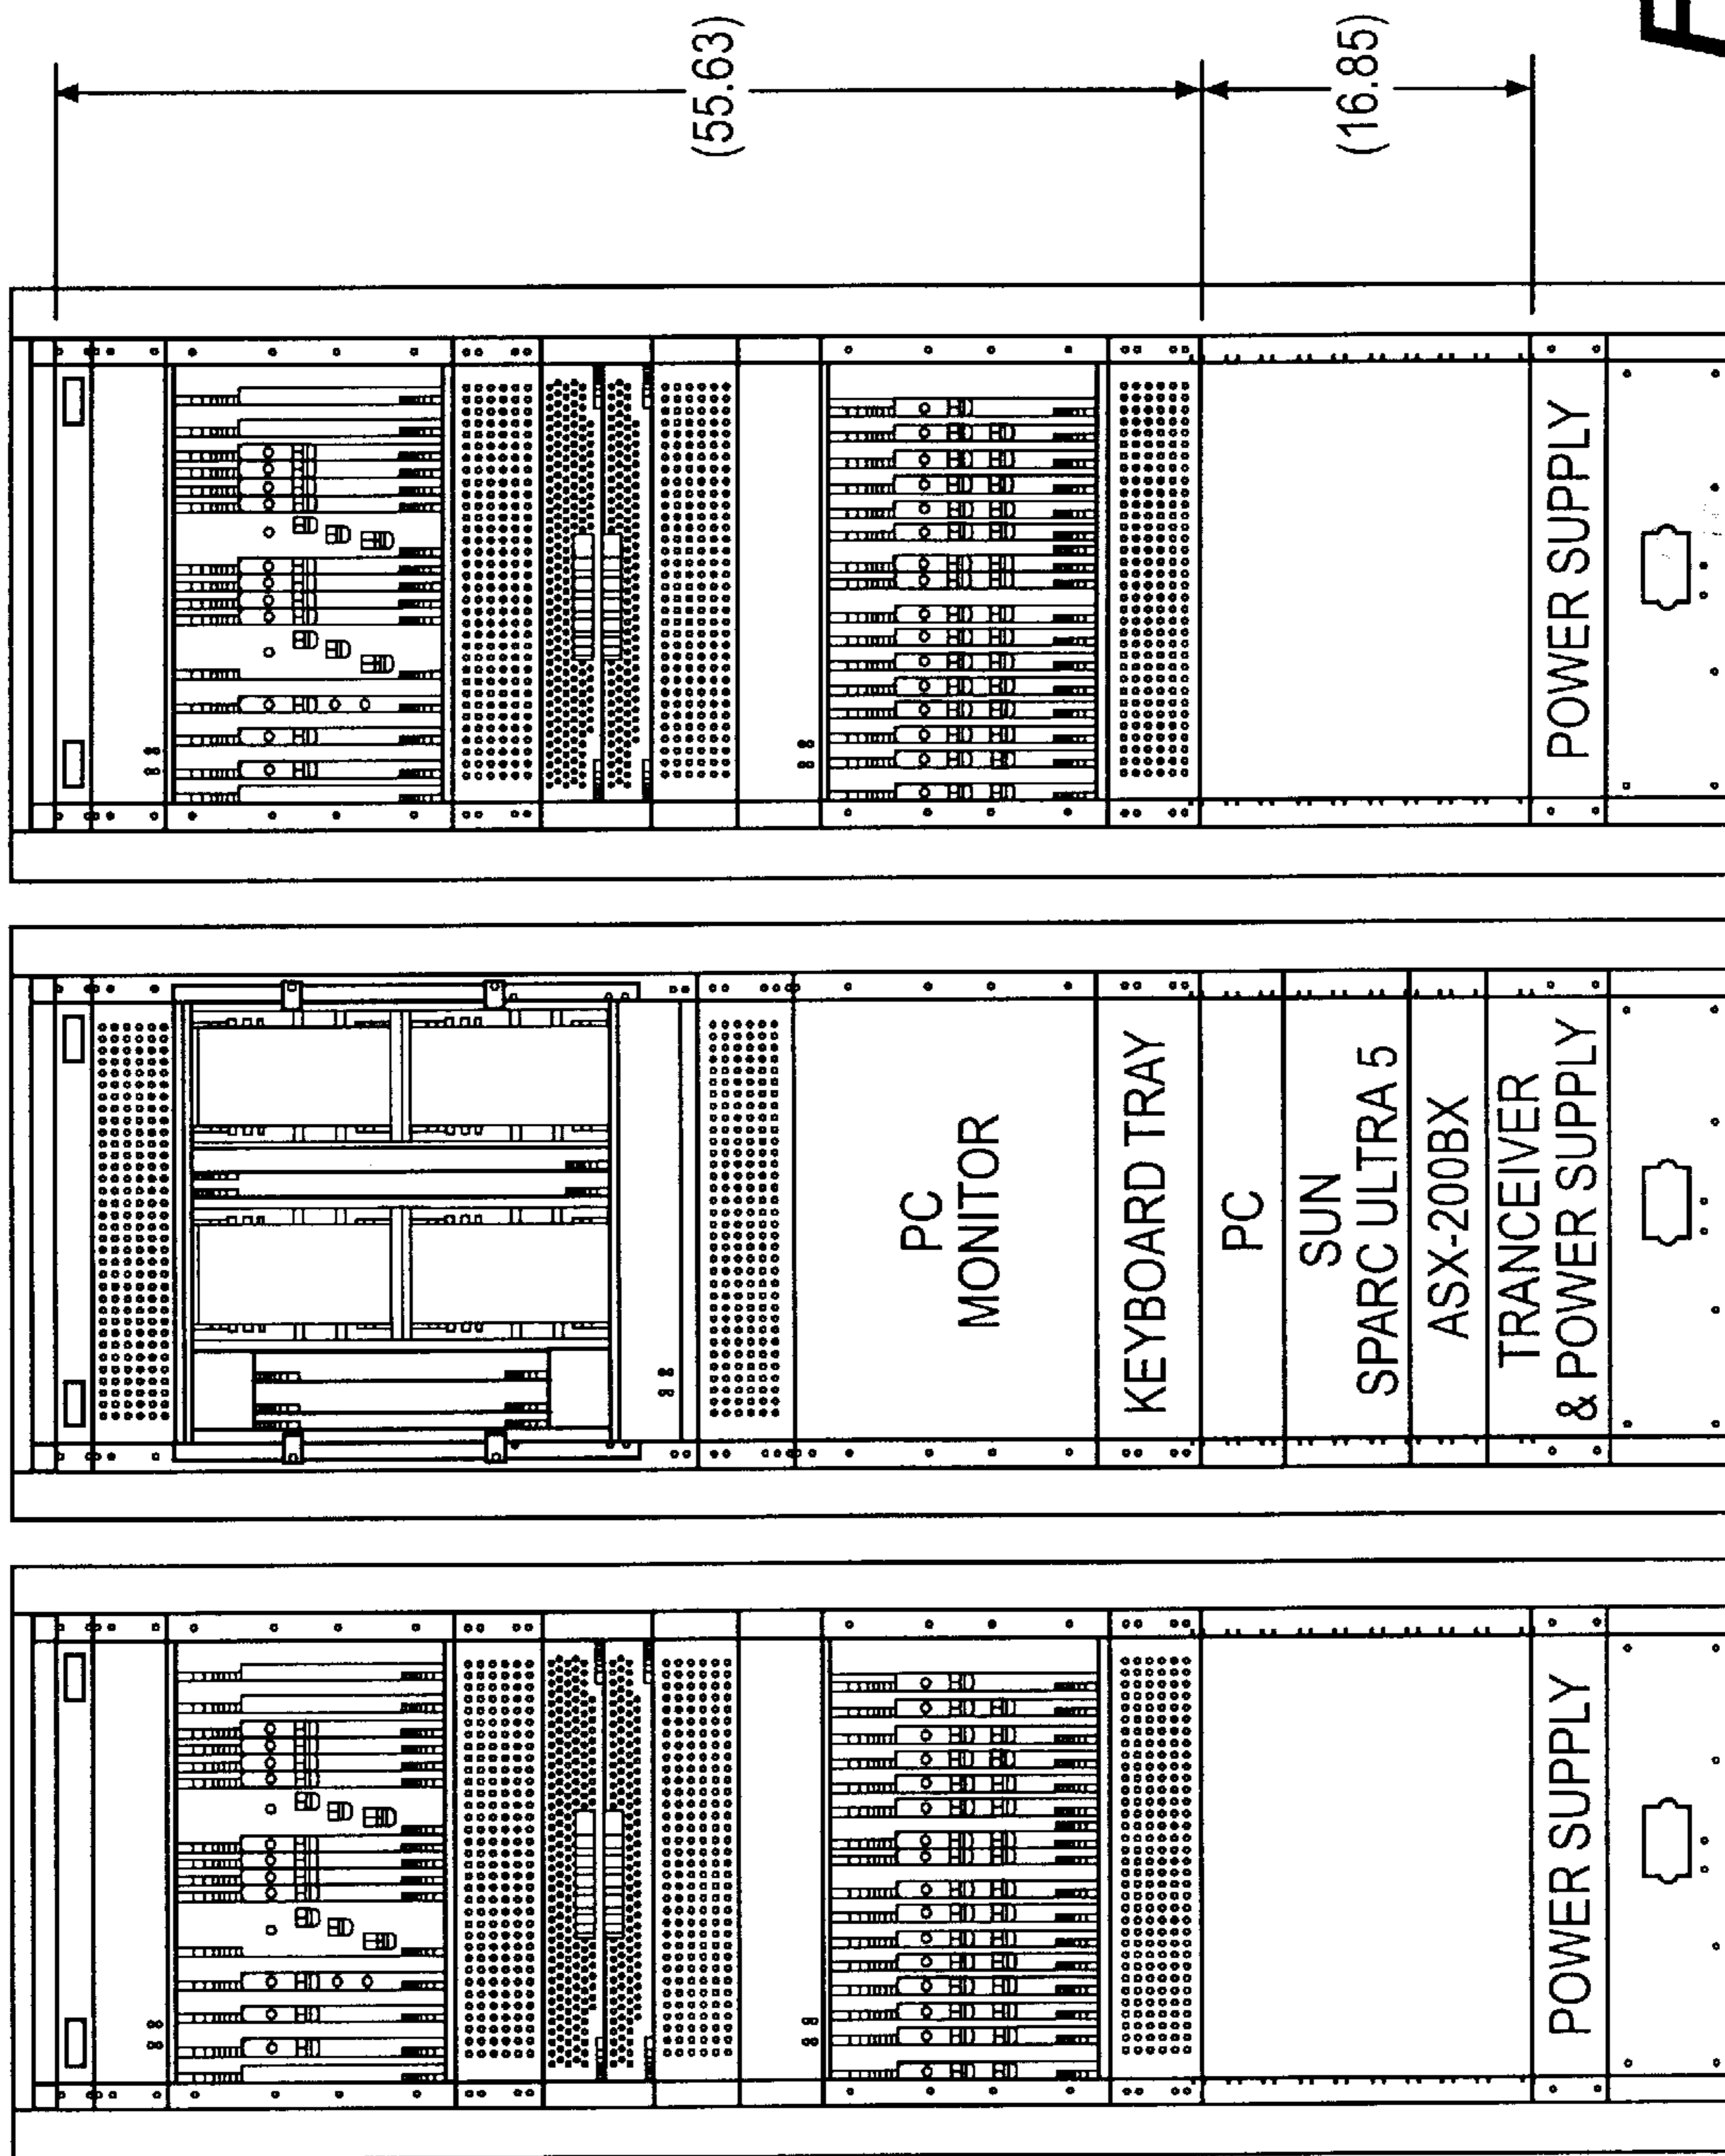 POWER SUPPLY
PC
MONITOR
KEYBOARD TRAY
PC
SUN
SPARC ULTRA 5
ASX-200BX
TRANCEIVER
& POWER SUPPLY
POWER SUPPLY
(55.63)
(16.85)